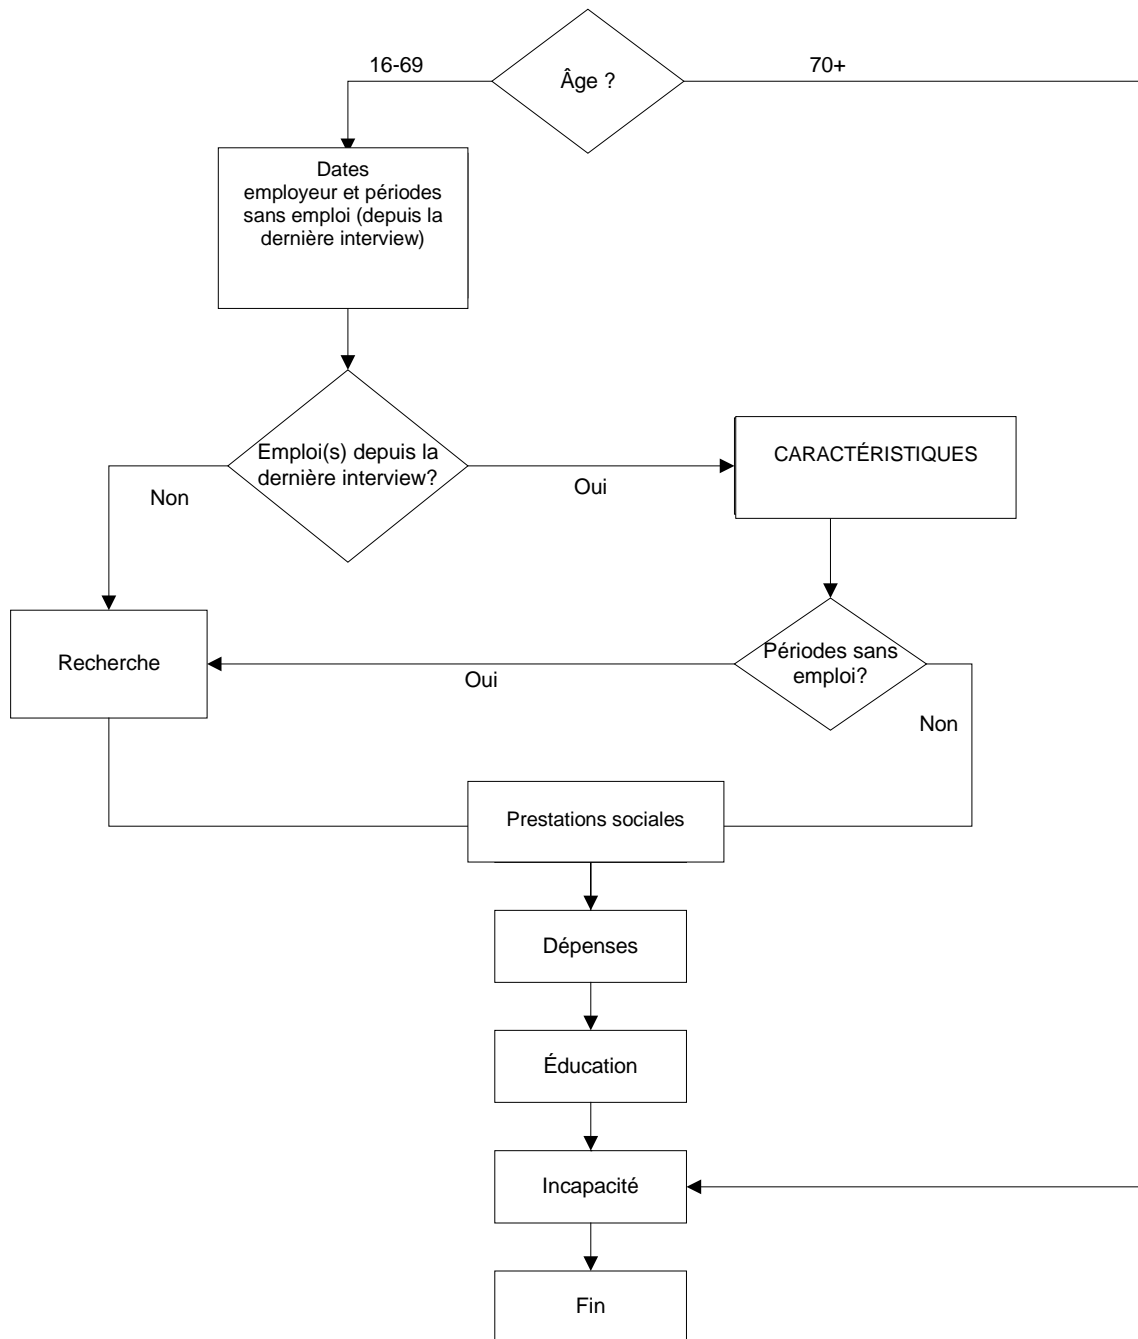 16-69
Âge ?
70+
Dates
employeur et périodes
sans emploi (depuis la
dernière interview)
Emploi(s) depuis la
dernière interview?
CARACTÉRISTIQUES
Non
Oui
Recherche
Périodes sans
emploi?
Oui
Non
Prestations sociales
Dépenses
Éducation
Incapacité
Fin